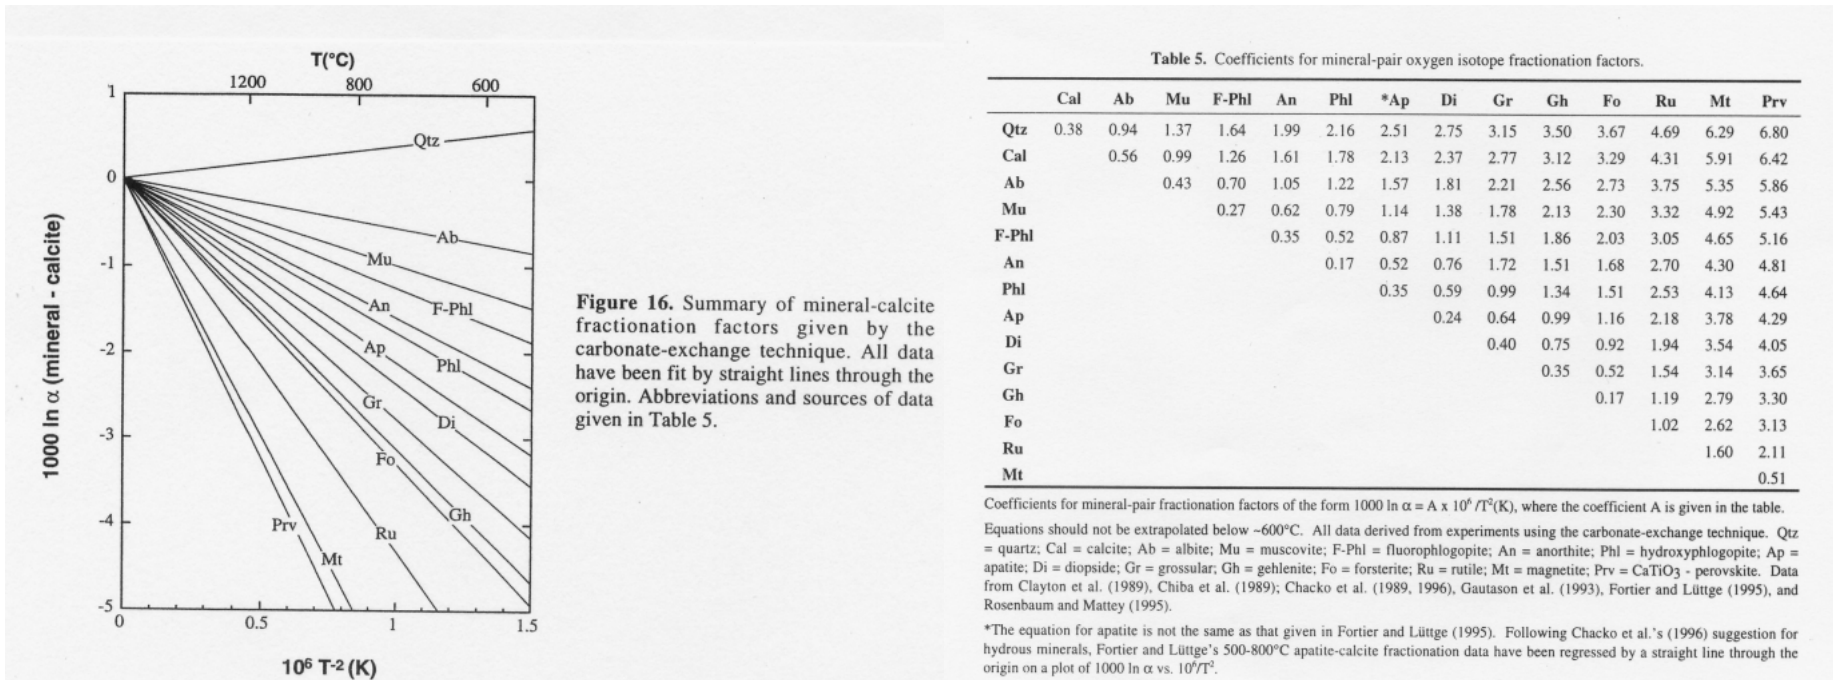 T(°C)
1200 800 600
1
0
-1
-2
-3
-4
-5
1000 ln α (mineral - calcite)
Qtz
Ab
Mu
An
F-Phl
Ap
Phl
Gr
Di
Fo
Gh
Prv
Ru
Mt
0 0.5 1 1.5
10⁶ T⁻² (K)
Figure 16. Summary of mineral-calcite
fractionation factors given by the
carbonate-exchange technique. All data
have been fit by straight lines through the
origin. Abbreviations and sources of data
given in Table 5.
Table 5. Coefficients for mineral-pair oxygen isotope fractionation factors.
Cal Ab Mu F-Phl An Phl *Ap Di Gr Gh Fo Ru Mt Prv
Qtz 0.38 0.94 1.37 1.64 1.99 2.16 2.51 2.75 3.15 3.50 3.67 4.69 6.29 6.80
Cal 0.56 0.99 1.26 1.61 1.78 2.13 2.37 2.77 3.12 3.29 4.31 5.91 6.42
Ab 0.43 0.70 1.05 1.22 1.57 1.81 2.21 2.56 2.73 3.75 5.35 5.86
Mu 0.27 0.62 0.79 1.14 1.38 1.78 2.13 2.30 3.32 4.92 5.43
F-Phl 0.35 0.52 0.87 1.11 1.51 1.86 2.03 3.05 4.65 5.16
An 0.17 0.52 0.76 1.72 1.51 1.68 2.70 4.30 4.81
Phl 0.35 0.59 0.99 1.34 1.51 2.53 4.13 4.64
Ap 0.24 0.64 0.99 1.16 2.18 3.78 4.29
Di 0.40 0.75 0.92 1.94 3.54 4.05
Gr 0.35 0.52 1.54 3.14 3.65
Gh 0.17 1.19 2.79 3.30
Fo 1.02 2.62 3.13
Ru 1.60 2.11
Mt 0.51
Coefficients for mineral-pair fractionation factors of the form 1000 ln α = A x 10⁶ /T²(K), where the coefficient A is given in the table.
Equations should not be extrapolated below ~600°C. All data derived from experiments using the carbonate-exchange technique. Qtz
= quartz; Cal = calcite; Ab = albite; Mu = muscovite; F-Phl = fluorophlogopite; An = anorthite; Phl = hydroxyphlogopite; Ap =
apatite; Di = diopside; Gr = grossular; Gh = gehlenite; Fo = forsterite; Ru = rutile; Mt = magnetite; Prv = CaTiO₃ - perovskite. Data
from Clayton et al. (1989), Chiba et al. (1989); Chacko et al. (1989, 1996), Gautason et al. (1993), Fortier and Lüttge (1995), and
Rosenbaum and Mattey (1995).
*The equation for apatite is not the same as that given in Fortier and Lüttge (1995). Following Chacko et al.'s (1996) suggestion for
hydrous minerals, Fortier and Lüttge's 500-800°C apatite-calcite fractionation data have been regressed by a straight line through the
origin on a plot of 1000 ln α vs. 10⁶/T².